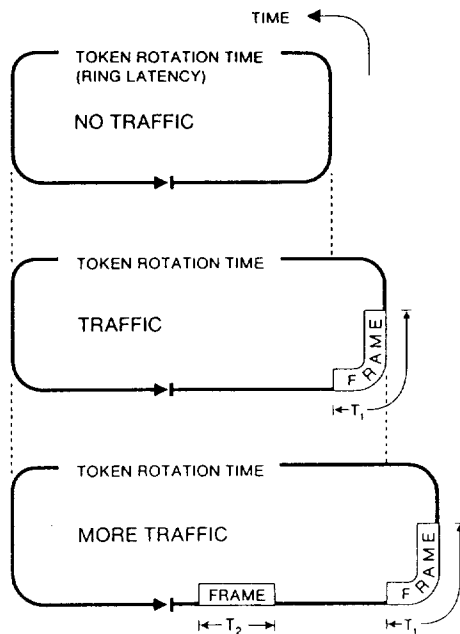 TIME
TOKEN ROTATION TIME
(RING LATENCY)
NO TRAFFIC
TOKEN ROTATION TIME
TRAFFIC
FRAME
T₁
TOKEN ROTATION TIME
MORE TRAFFIC
FRAME
FRAME
T₂
T₁